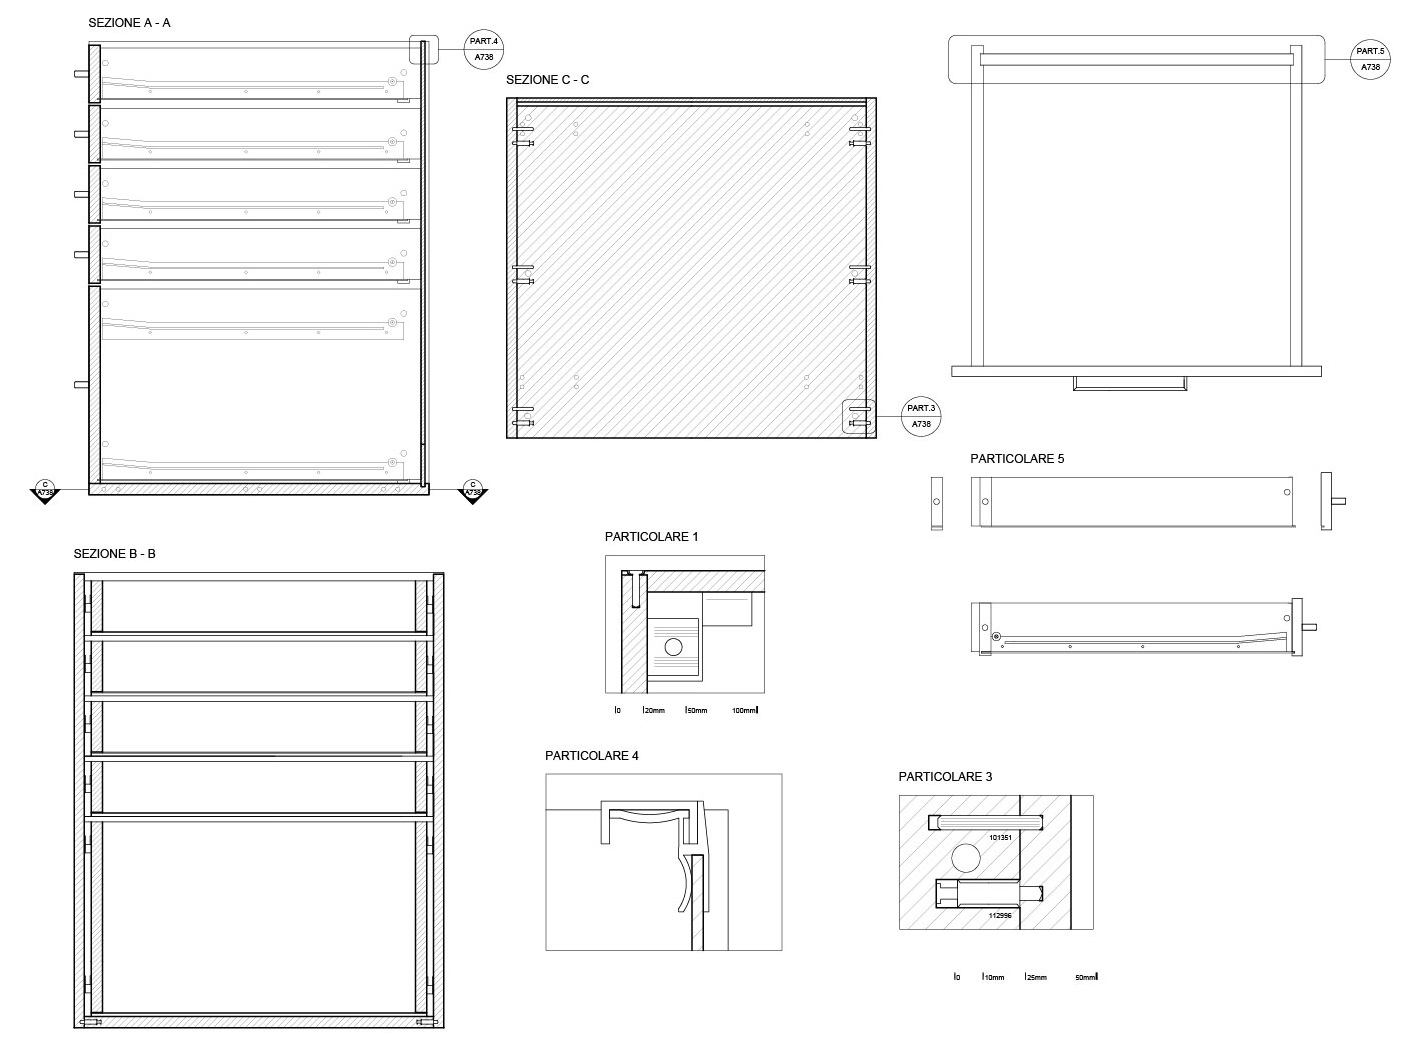 SEZIONE A - A
PART.4
A738
SEZIONE C - C
PART.5
A738
PART.3
A738
C
A738
C
A738
PARTICOLARE 5
SEZIONE B - B
PARTICOLARE 1
0 20mm 50mm 100mm
PARTICOLARE 4
PARTICOLARE 3
101351
112996
0 10mm 25mm 50mm